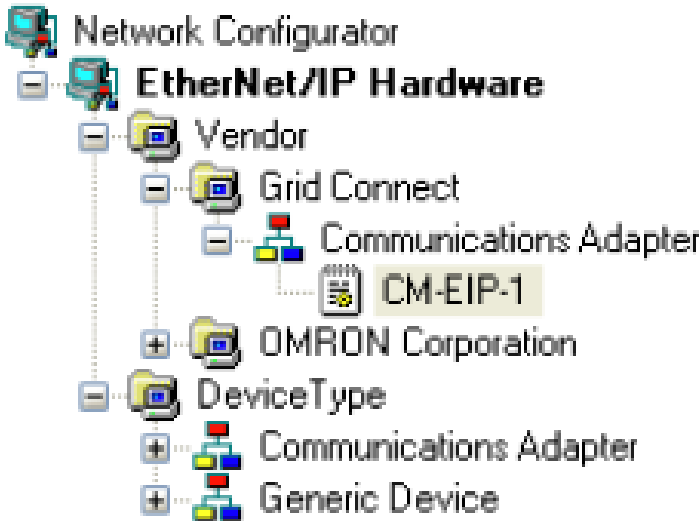 Network Configurator
EtherNet/IP Hardware
Vendor
Grid Connect
Communications Adapter
CM-EIP-1
OMRON Corporation
DeviceType
Communications Adapter
Generic Device